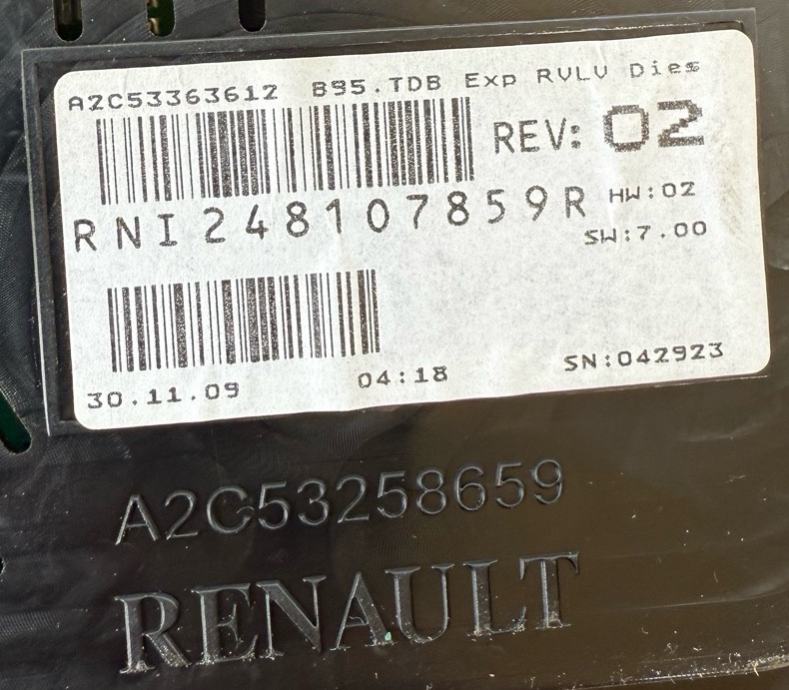 A2C53363612 B95.TDB Exp RVLV Dies
REV: 02
RNI248107859R HW:02
SW:7.00
30.11.09 04:18 SN:042923
A2C53258659
RENAULT